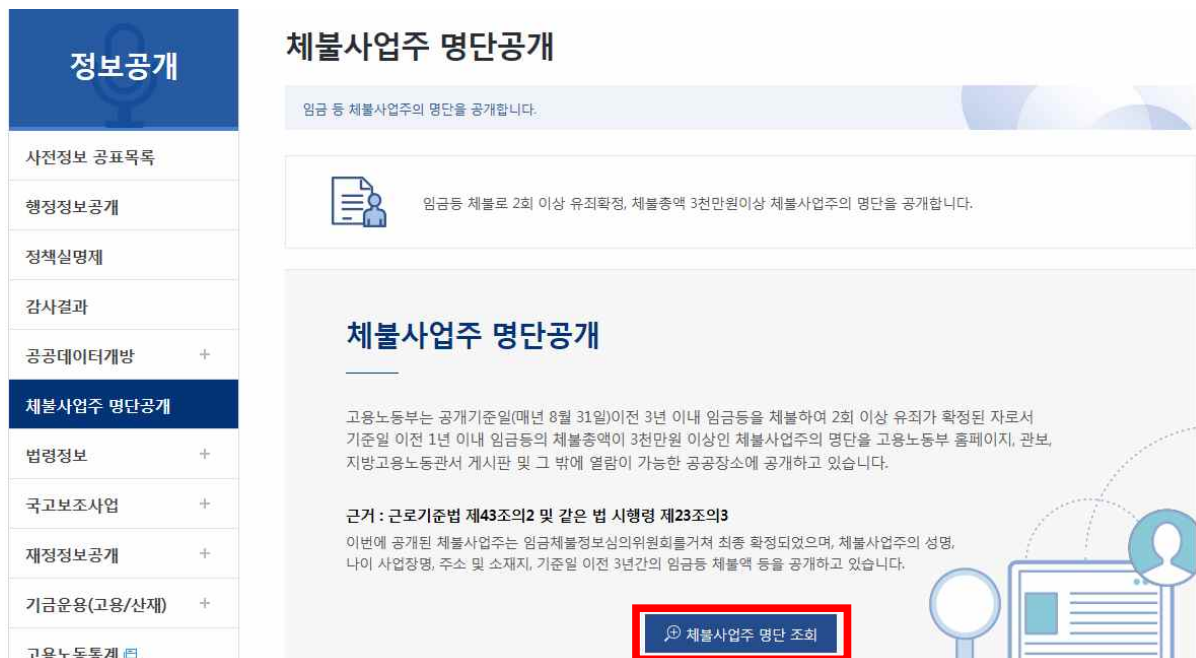 정보공개
사전정보 공표목록
행정정보공개
정책실명제
감사결과
공공데이터개방 +
체불사업주 명단공개
법령정보 +
국고보조사업 +
재정정보공개 +
기금운용(고용/산재) +
고용노동통계
체불사업주 명단공개
임금 등 체불사업주의 명단을 공개합니다.
임금등 체불로 2회 이상 유죄확정, 체불총액 3천만원이상 체불사업주의 명단을 공개합니다.
체불사업주 명단공개
고용노동부는 공개기준일(매년 8월 31일)이전 3년 이내 임금등을 체불하여 2회 이상 유죄가 확정된 자로서
기준일 이전 1년 이내 임금등의 체불총액이 3천만원 이상인 체불사업주의 명단을 고용노동부 홈페이지, 관보,
지방고용노동관서 게시판 및 그 밖에 열람이 가능한 공공장소에 공개하고 있습니다.
근거 : 근로기준법 제43조의2 및 같은 법 시행령 제23조의3
이번에 공개된 체불사업주는 임금체불정보심의위원회를거쳐 최종 확정되었으며, 체불사업주의 성명,
나이 사업장명, 주소 및 소재지, 기준일 이전 3년간의 임금등 체불액 등을 공개하고 있습니다.
체불사업주 명단 조회